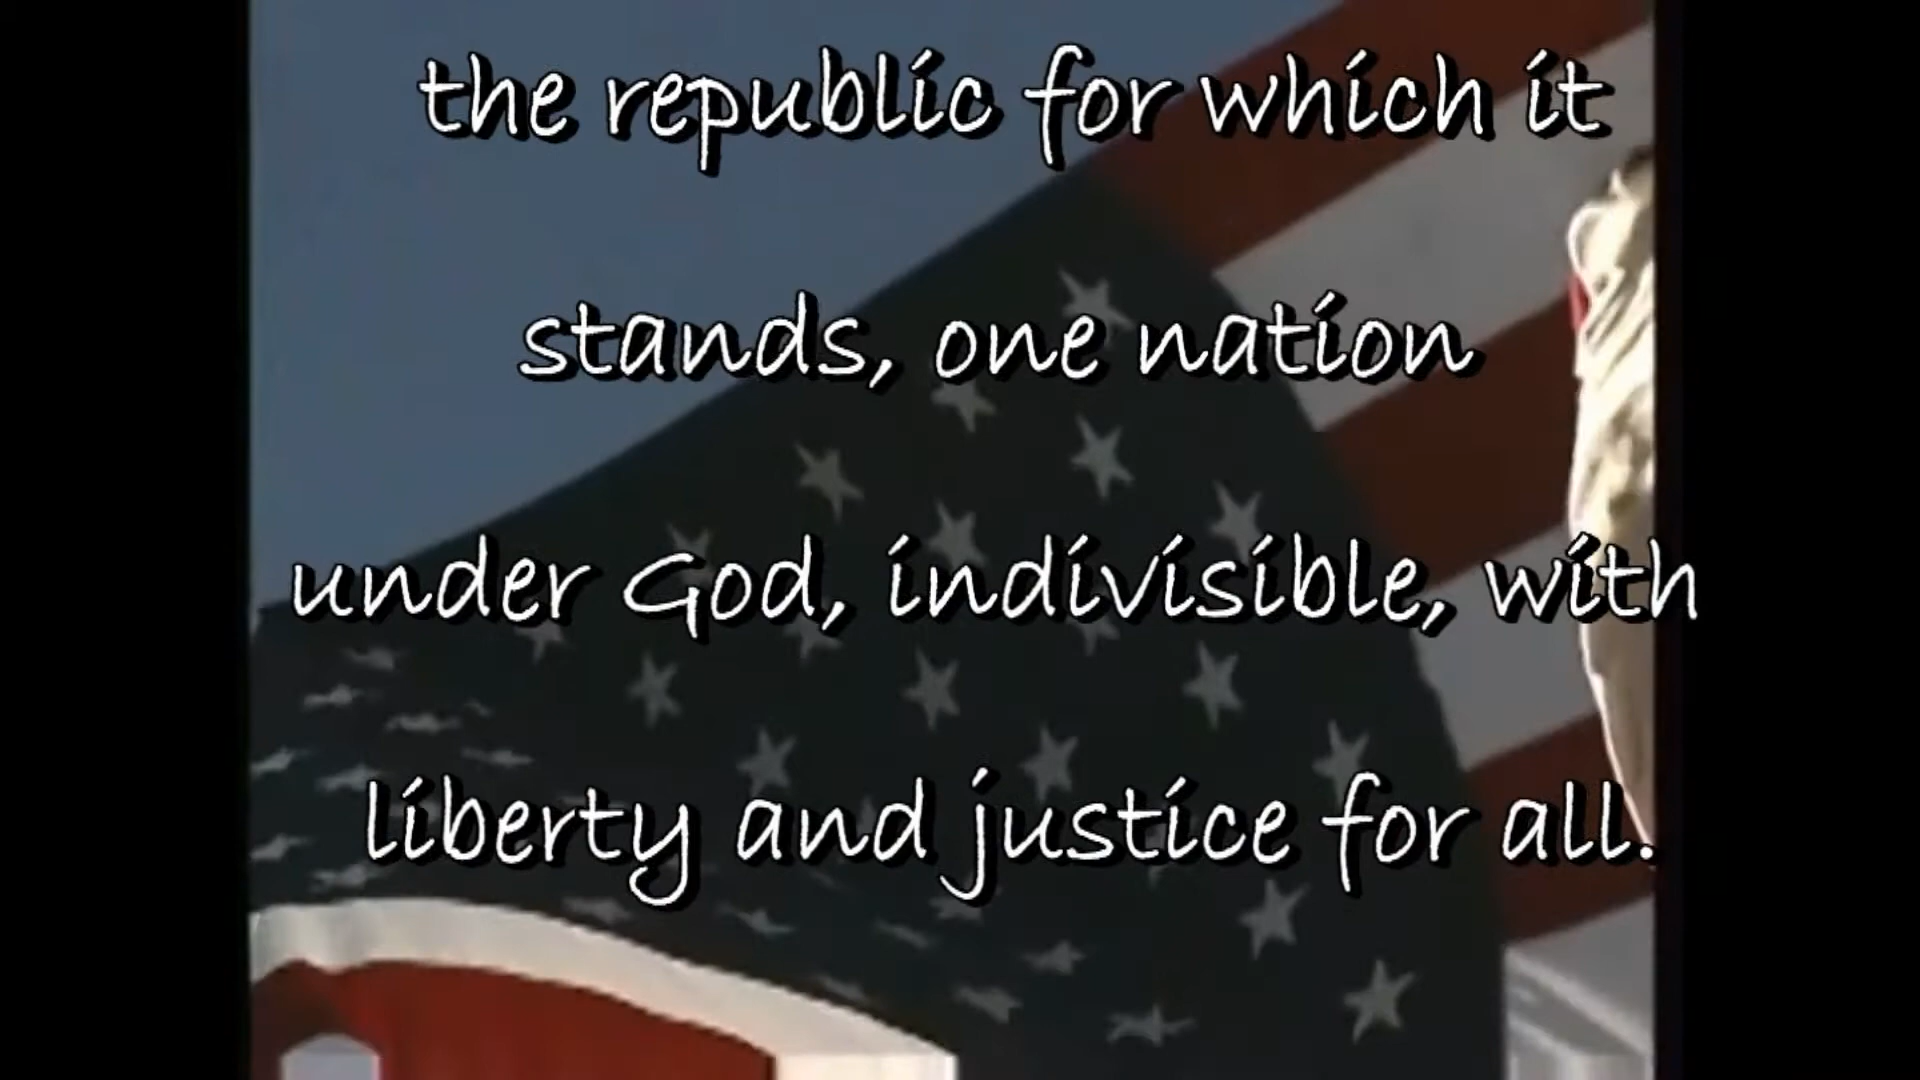 the republic for which it
stands, one nation
under God, indivisible, with
liberty and justice for all.